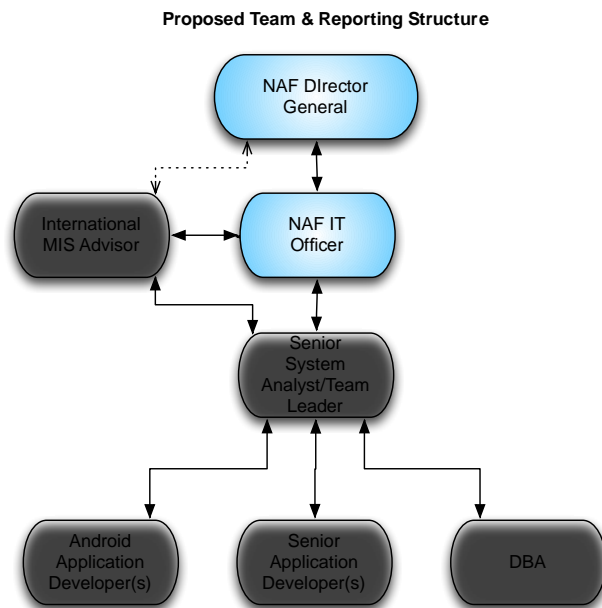 Proposed Team & Reporting Structure
NAF DIrector
General
International
MIS Advisor
NAF IT
Officer
Senior
System
Analyst/Team
Leader
Android
Application
Developer(s)
Senior
Application
Developer(s)
DBA